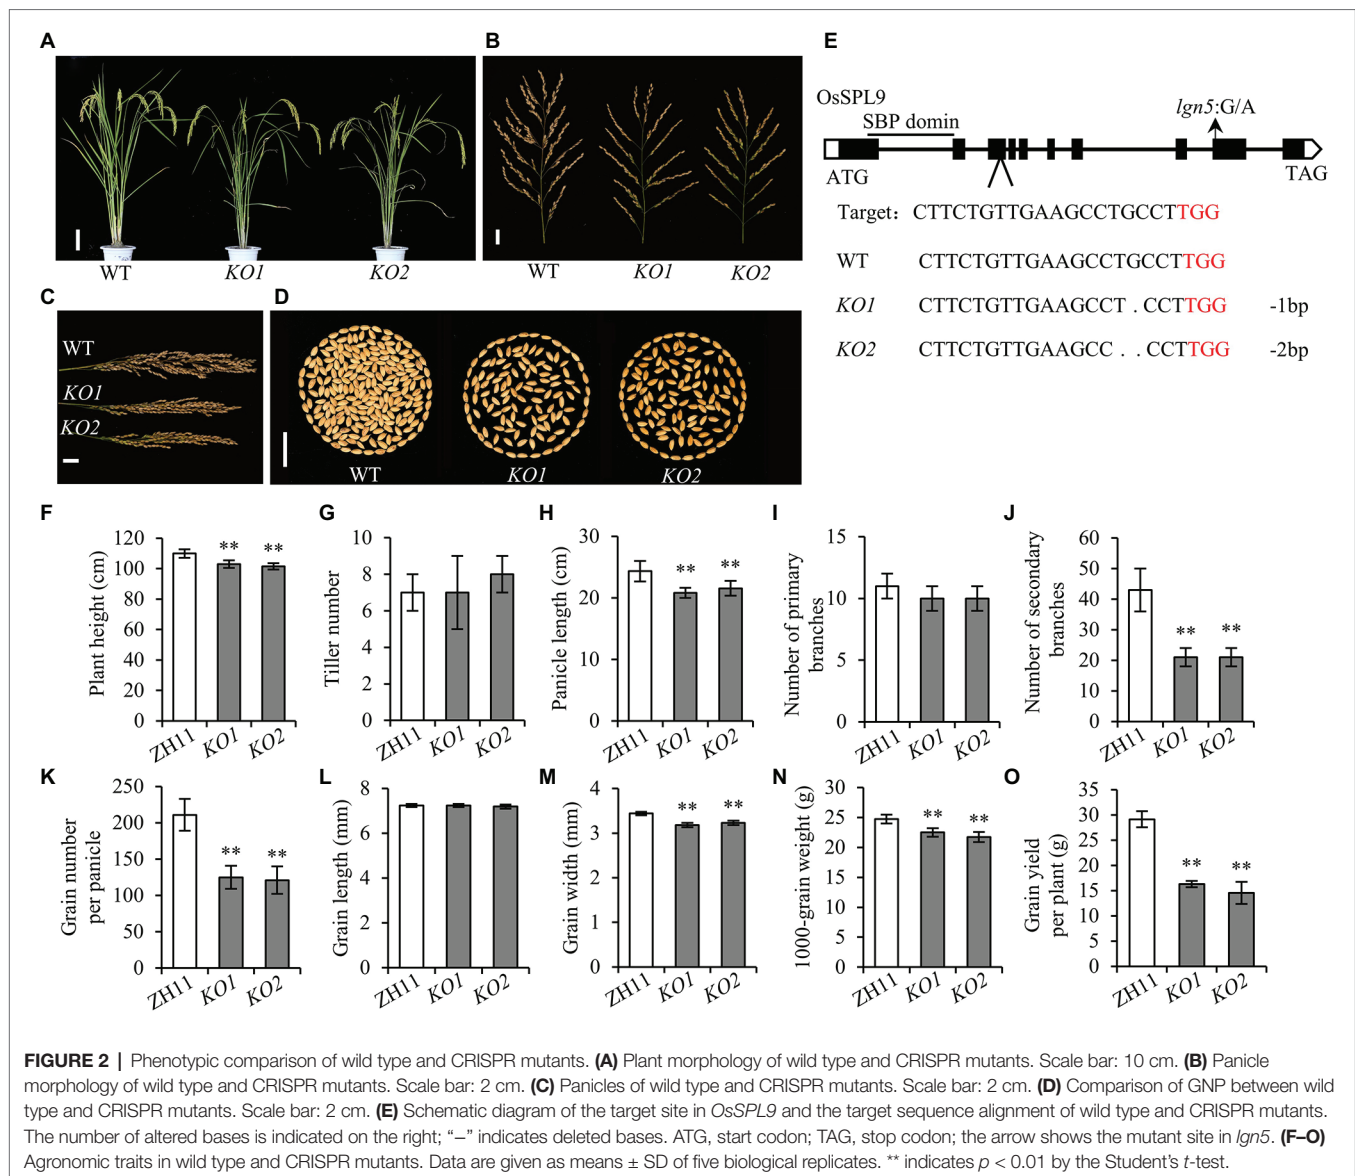 A
B
E
WT
KO1
KO2
WT
KO1
KO2
OsSPL9
SBP domin
lgn5:G/A
ATG
TAG
Target: CTTCTGTTGAAGCCTGCCTTGG
WT CTTCTGTTGAAGCCTGCCTTGG
KO1 CTTCTGTTGAAGCCT . CCTTGG -1bp
KO2 CTTCTGTTGAAGCC . . CCTTGG -2bp
C
D
WT
KO1
KO2
WT
KO1
KO2
F
Plant height (cm)
120
100
80
60
40
20
0
** **
ZH11 KO1 KO2
G
Tiller number
10
8
6
4
2
0
ZH11 KO1 KO2
H
Panicle length (cm)
30
20
10
0
** **
ZH11 KO1 KO2
I
Number of primary
branches
15
10
5
0
ZH11 KO1 KO2
J
Number of secondary
branches
60
50
40
30
20
10
0
** **
ZH11 KO1 KO2
K
Grain number
per panicle
250
200
150
100
50
0
** **
ZH11 KO1 KO2
L
Grain length (mm)
8
6
4
2
0
ZH11 KO1 KO2
M
Grain width (mm)
4
3
2
1
0
** **
ZH11 KO1 KO2
N
1000-grain weight (g)
30
25
20
15
10
5
0
** **
ZH11 KO1 KO2
O
Grain yield
per plant (g)
35
30
25
20
15
10
5
0
** **
ZH11 KO1 KO2
FIGURE 2 | Phenotypic comparison of wild type and CRISPR mutants. (A) Plant morphology of wild type and CRISPR mutants. Scale bar: 10 cm. (B) Panicle
morphology of wild type and CRISPR mutants. Scale bar: 2 cm. (C) Panicles of wild type and CRISPR mutants. Scale bar: 2 cm. (D) Comparison of GNP between wild
type and CRISPR mutants. Scale bar: 2 cm. (E) Schematic diagram of the target site in OsSPL9 and the target sequence alignment of wild type and CRISPR mutants.
The number of altered bases is indicated on the right; “–” indicates deleted bases. ATG, start codon; TAG, stop codon; the arrow shows the mutant site in lgn5. (F–O)
Agronomic traits in wild type and CRISPR mutants. Data are given as means ± SD of five biological replicates. ** indicates p < 0.01 by the Student’s t-test.